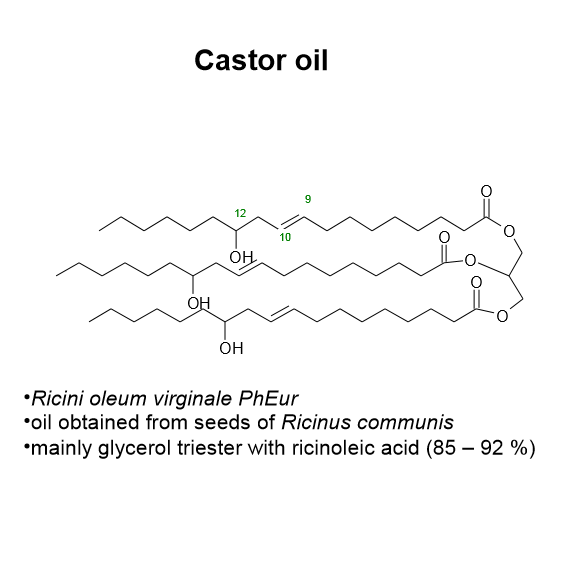 Castor oil
O
9
12
10
O
O
OH
O
O
OH
O
OH
•Ricini oleum virginale PhEur
•oil obtained from seeds of Ricinus communis
•mainly glycerol triester with ricinoleic acid (85 – 92 %)